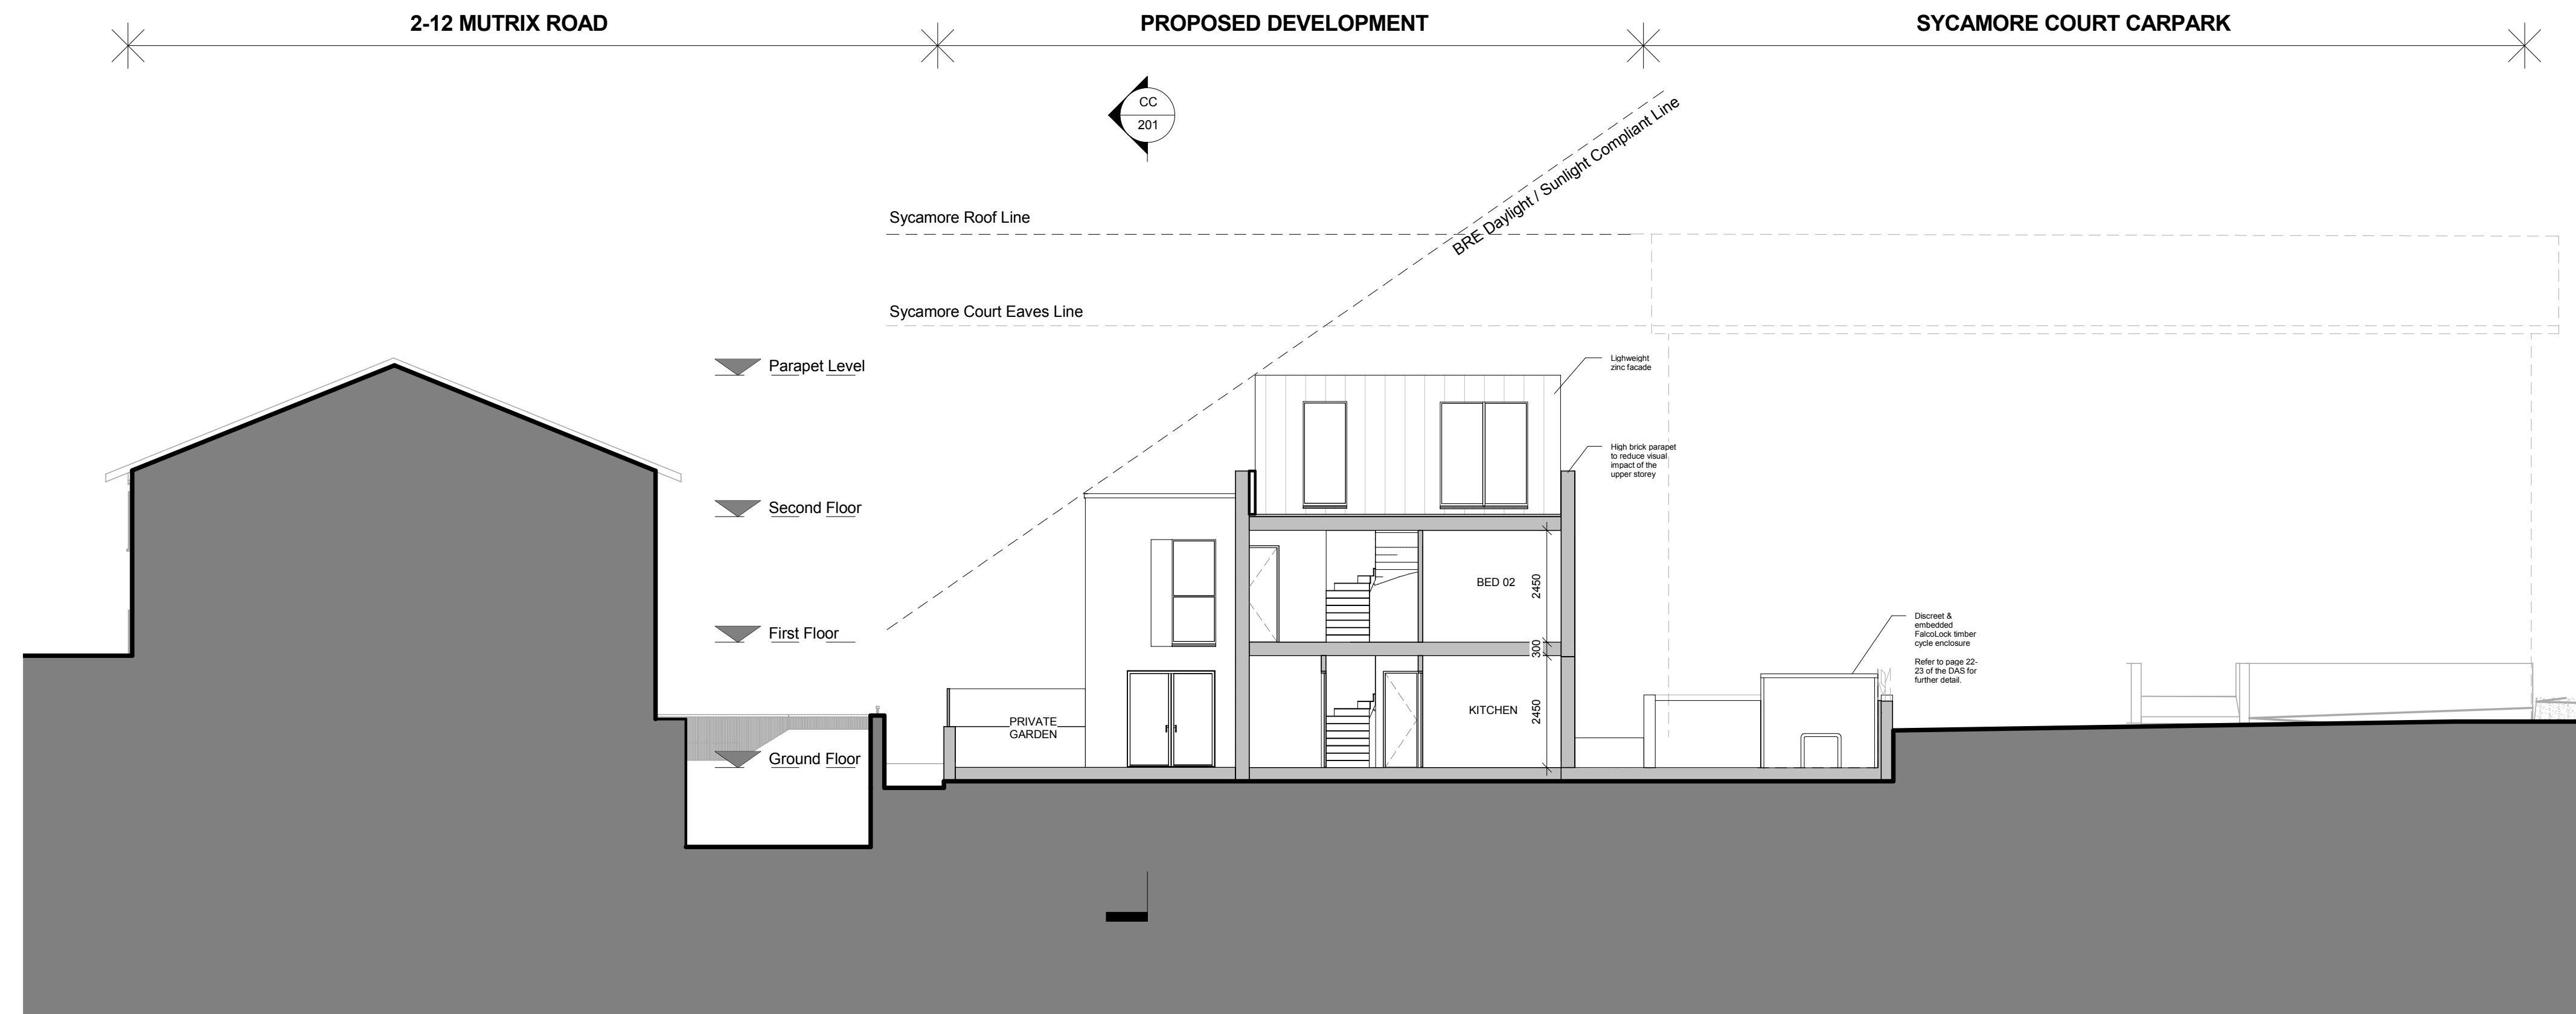 2-12 MUTRIX ROAD
PROPOSED DEVELOPMENT
SYCAMORE COURT CARPARK
CC
201
BRE Daylight / Sunlight Compliant Line
Sycamore Roof Line
Sycamore Court Eaves Line
Parapet Level
Lighweight
zinc facade
High brick parapet
to reduce visual
impact of the
upper storey
Second Floor
BED 02
2450
First Floor
300
Discreet &
embedded
FalcoLock timber
cycle enclosure
Refer to page 22-
23 of the DAS for
further detail.
PRIVATE
GARDEN
KITCHEN
2450
Ground Floor